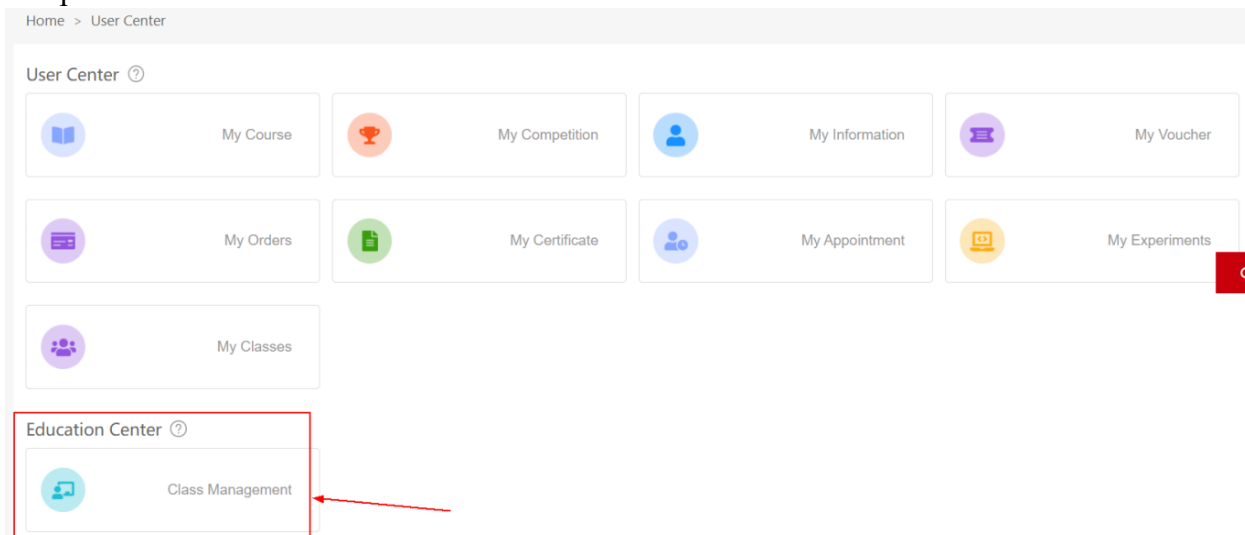 Home > User Center
User Center
My Course
My Competition
My Information
My Voucher
My Orders
My Certificate
My Appointment
My Experiments
My Classes
Education Center
Class Management